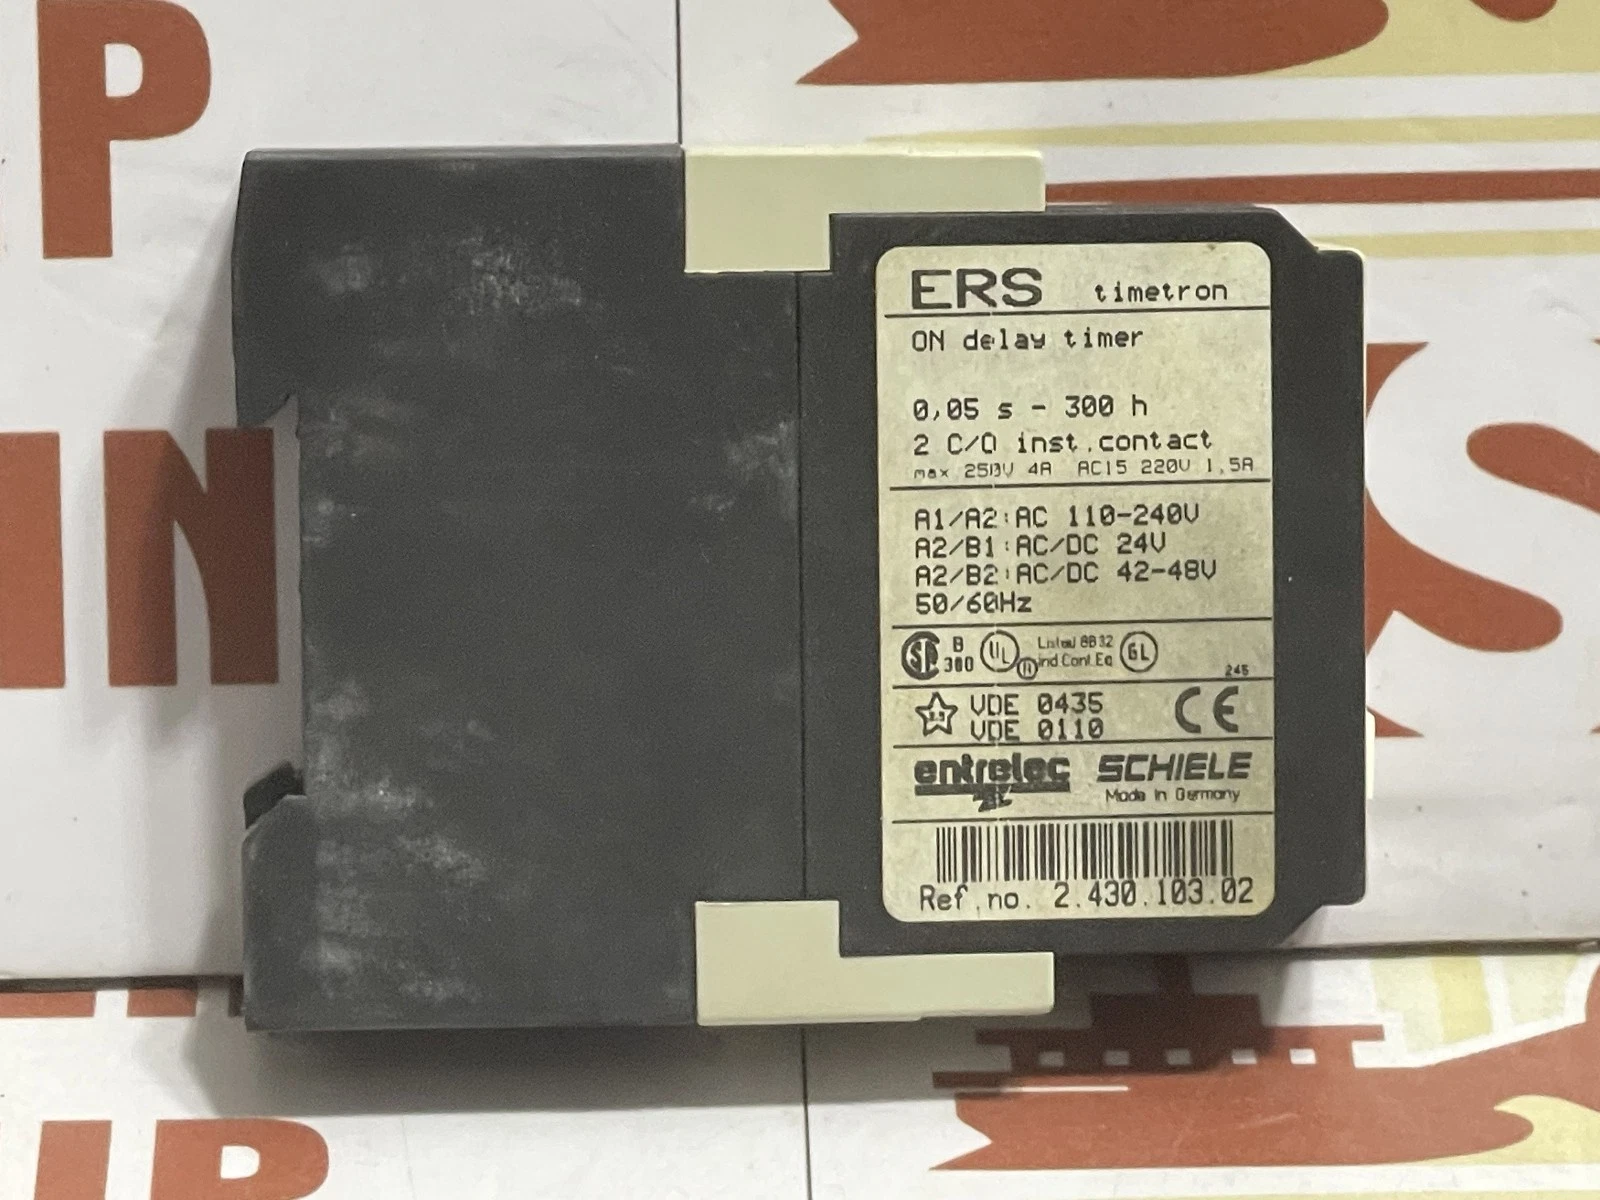 P
IN
S
ERS timetron
ON delay timer
0,05 s - 300 h
2 C/O inst.contact
max 250V 4A AC15 220V 1,5A
A1/A2:AC 110-240V
A2/B1:AC/DC 24V
A2/B2:AC/DC 42-48V
50/60Hz
B
300
UL
Listed 8B32
Ind Cont.Eq
GL
245
VDE 0435
VDE 0110
CE
entrelec SCHIELE
Made in Germany
Ref.no. 2.430.103.02
IP